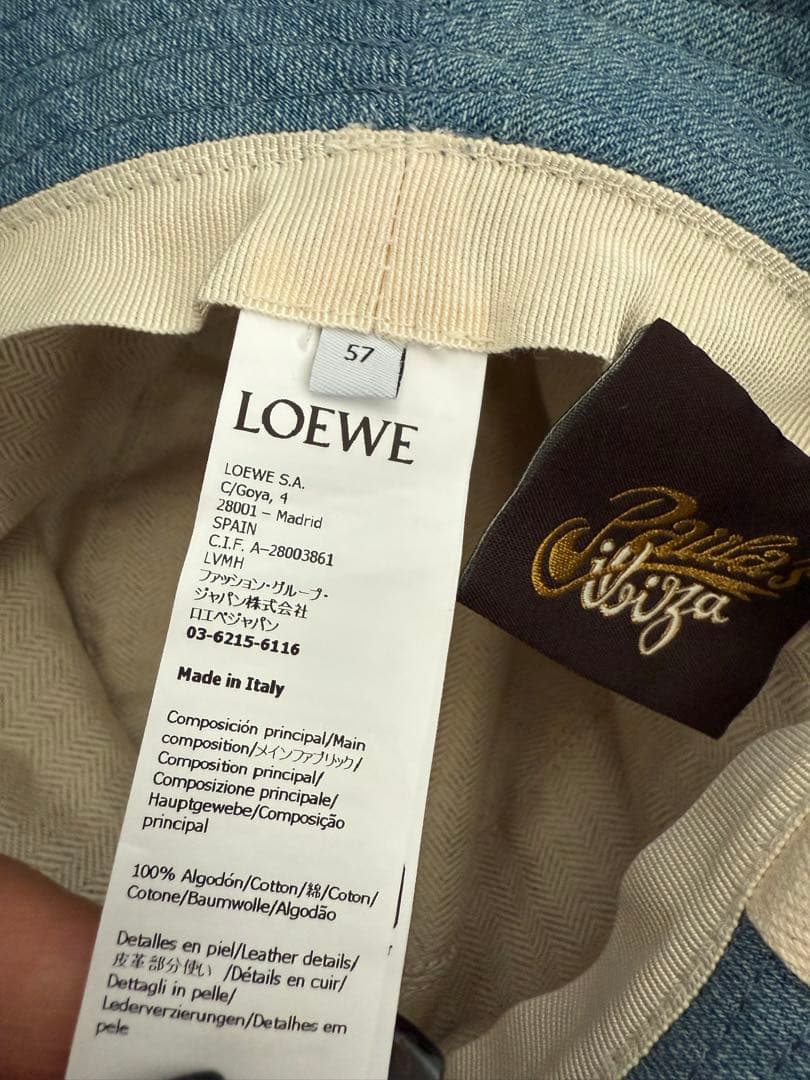 57
LOEWE
LOEWE S.A.
C/Goya, 4
28001 – Madrid
SPAIN
C.I.F. A-28003861
LVMH
ファッション・グループ・
ジャパン株式会社
ロエベジャパン
03-6215-6116
Made in Italy
Composición principal/Main
composition/メインファブリック/
Composition principal/
Composizione principale/
Hauptgewebe/Composição
principal
100% Algodón/Cotton/綿/Coton/
Cotone/Baumwolle/Algodão
Detalles en piel/Leather details/
皮革部分使い /Détails en cuir/
Dettagli in pelle/
Lederverzierungen/Detalhes em
pele
Paula's
ibiza